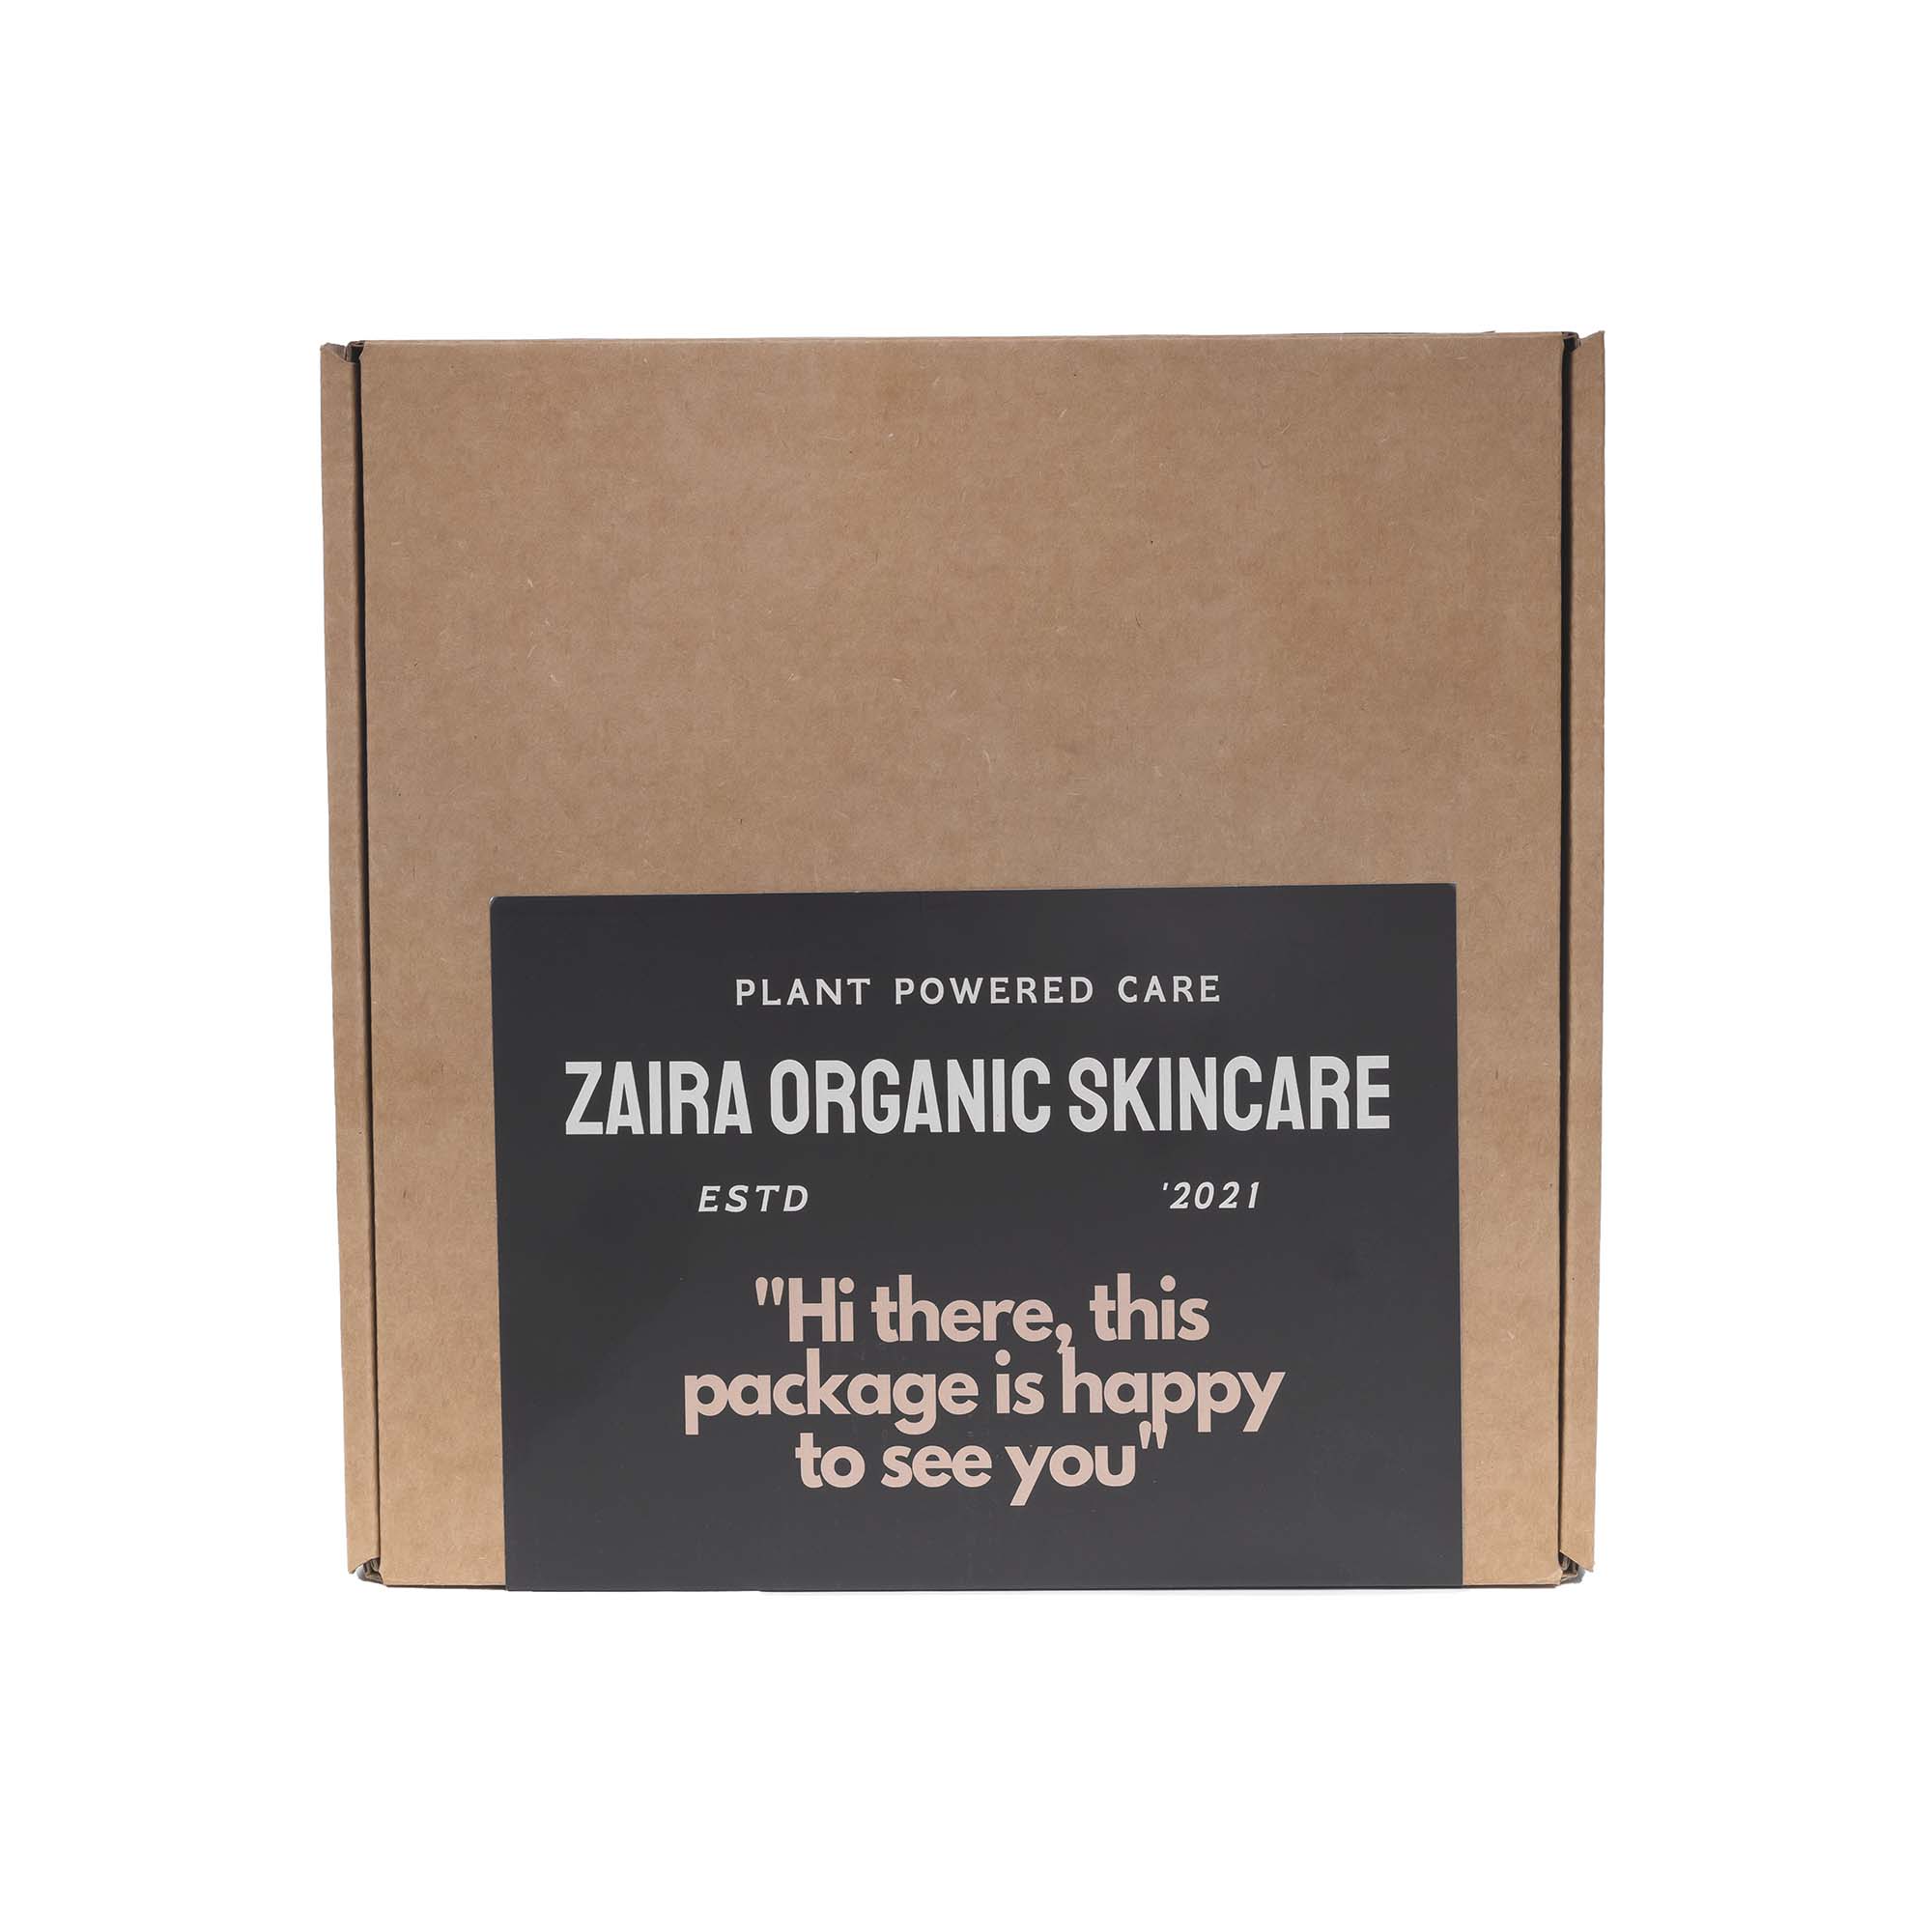 PLANT POWERED CARE
ZAIRA ORGANIC SKINCARE
ESTD '2021
"Hi there, this
package is happy
to see you"